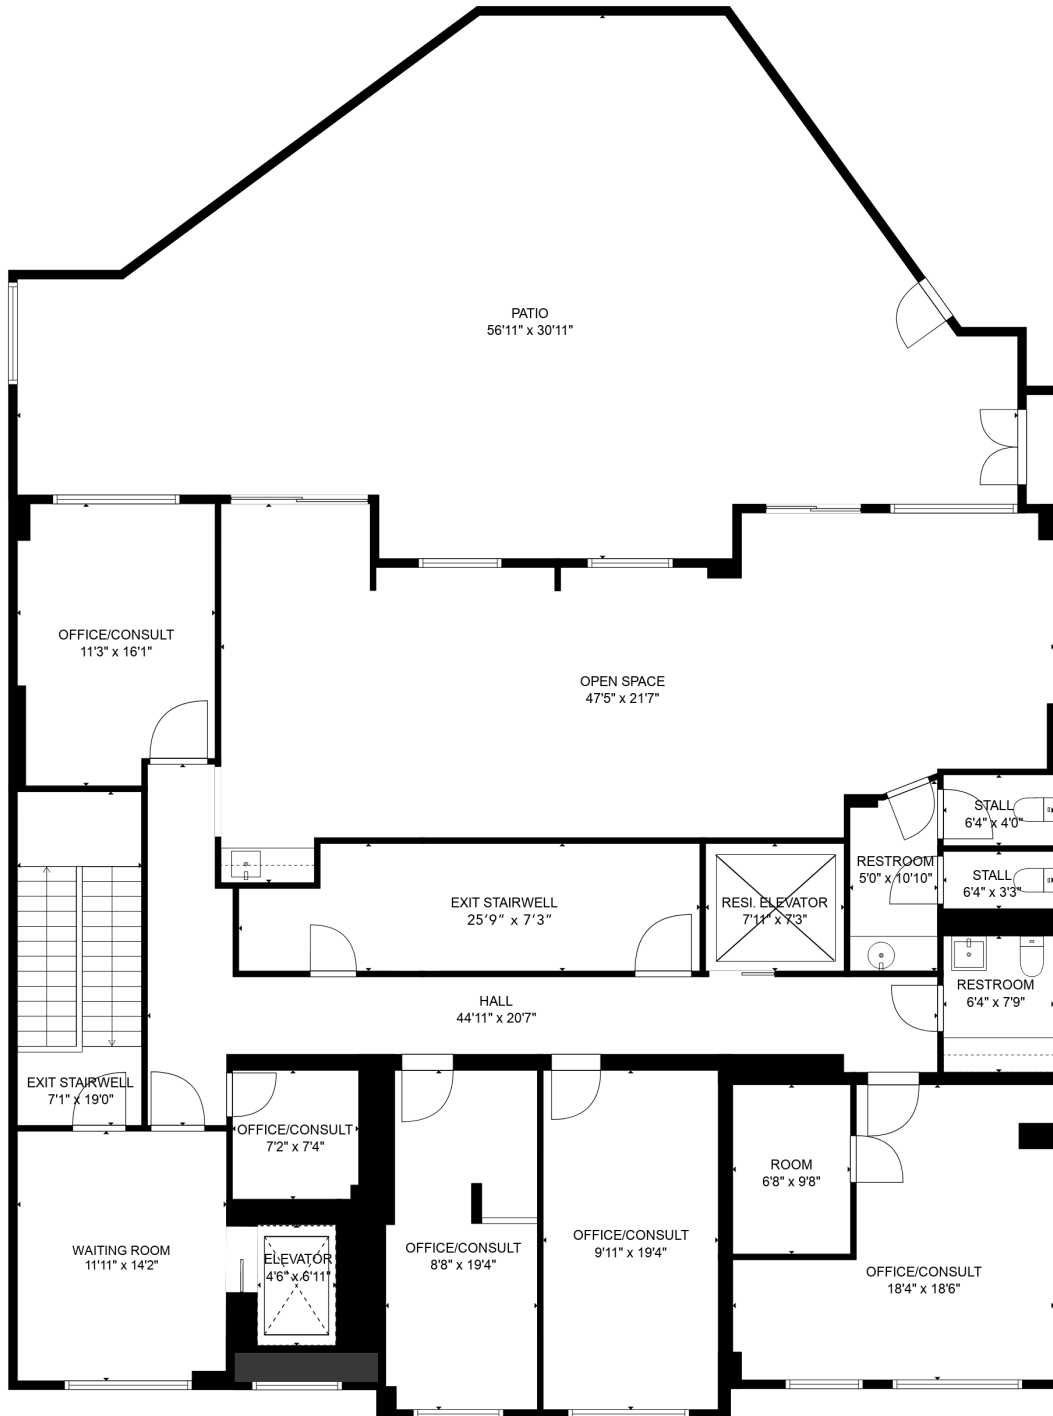 PATIO
56'11" x 30'11"
OFFICE/CONSULT
11'3" x 16'1"
OPEN SPACE
47'5" x 21'7"
STALL
6'4" x 4'0"
RESTROOM
5'0" x 10'10"
STALL
6'4" x 3'3"
EXIT STAIRWELL
25'9" x 7'3"
RESI. ELEVATOR
7'11" x 7'3"
RESTROOM
6'4" x 7'9"
HALL
44'11" x 20'7"
EXIT STAIRWELL
7'1" x 19'0"
OFFICE/CONSULT
7'2" x 7'4"
ROOM
6'8" x 9'8"
WAITING ROOM
11'11" x 14'2"
ELEVATOR
4'6" x 6'11"
OFFICE/CONSULT
8'8" x 19'4"
OFFICE/CONSULT
9'11" x 19'4"
OFFICE/CONSULT
18'4" x 18'6"